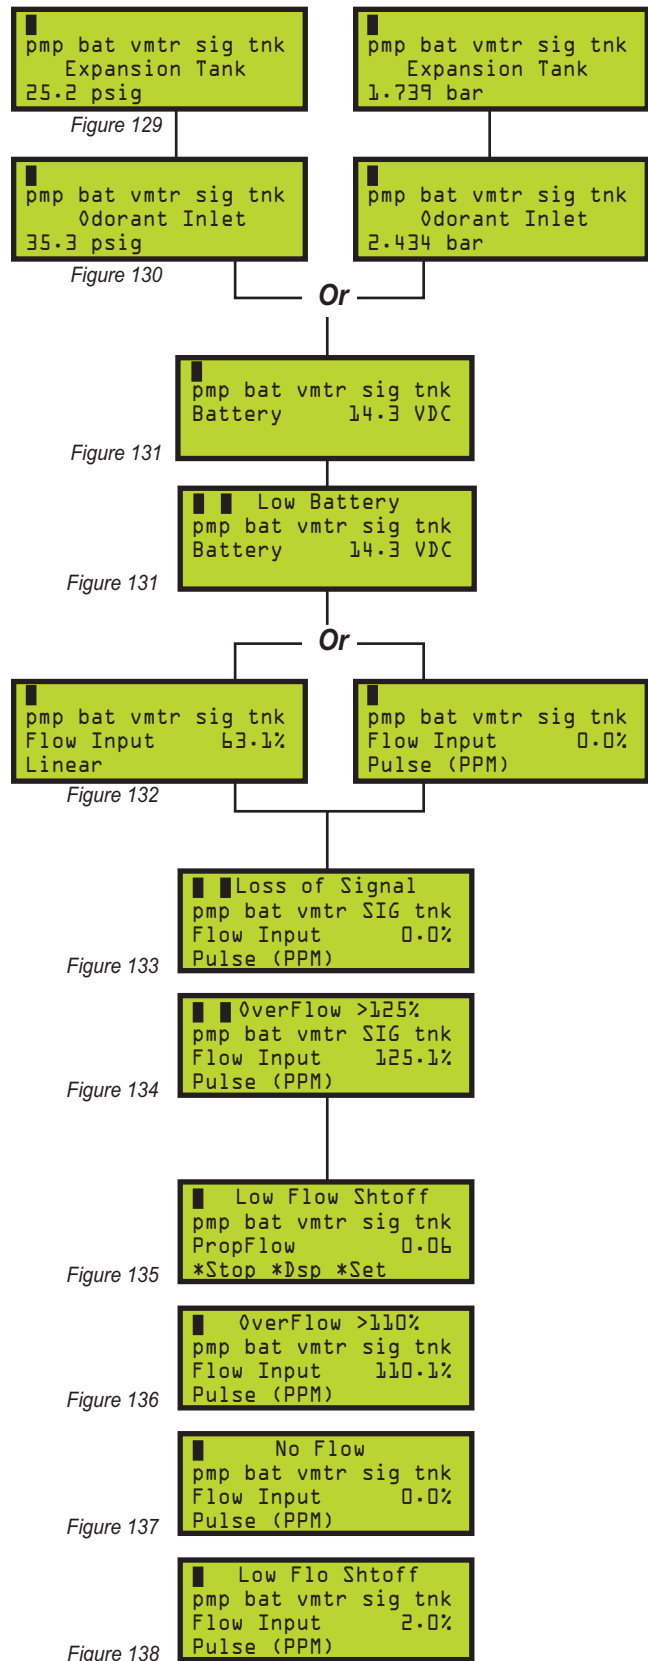 pmp bat vmtr sig tnk
Expansion Tank
25.2 psig
pmp bat vmtr sig tnk
Expansion Tank
1.739 bar
Figure 129
pmp bat vmtr sig tnk
Odorant Inlet
35.3 psig
pmp bat vmtr sig tnk
Odorant Inlet
2.434 bar
Figure 130
Or
pmp bat vmtr sig tnk
Battery 14.3 VDC
Figure 131
Low Battery
pmp bat vmtr sig tnk
Battery 14.3 VDC
Figure 131
Or
pmp bat vmtr sig tnk
Flow Input 63.1%
Linear
pmp bat vmtr sig tnk
Flow Input 0.0%
Pulse (PPM)
Figure 132
Loss of Signal
pmp bat vmtr SIG tnk
Flow Input 0.0%
Pulse (PPM)
Figure 133
OverFlow >125%
pmp bat vmtr SIG tnk
Flow Input 125.1%
Pulse (PPM)
Figure 134
Low Flow Shtoff
pmp bat vmtr sig tnk
PropFlow 0.06
*Stop *Dsp *Set
Figure 135
OverFlow >110%
pmp bat vmtr sig tnk
Flow Input 110.1%
Pulse (PPM)
Figure 136
No Flow
pmp bat vmtr sig tnk
Flow Input 0.0%
Pulse (PPM)
Figure 137
Low Flo Shtoff
pmp bat vmtr sig tnk
Flow Input 2.0%
Pulse (PPM)
Figure 138